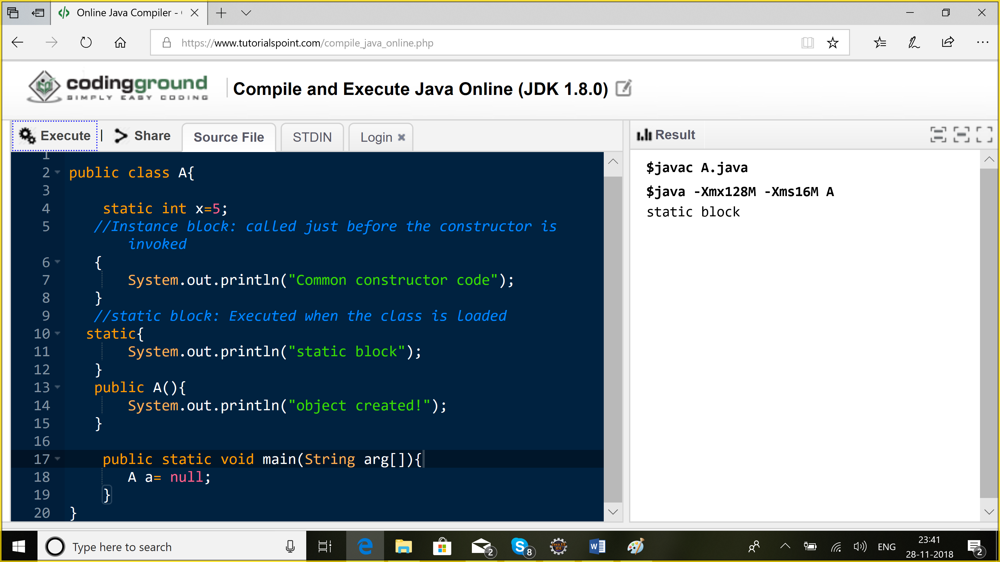 Online Java Compiler - 
https://www.tutorialspoint.com/compile_java_online.php
codingground
SIMPLY EASY CODING
Compile and Execute Java Online (JDK 1.8.0)
Execute | Share Source File STDIN Login
Result
1
2 public class A{
3
4 static int x=5;
5 //Instance block: called just before the constructor is
invoked
6 {
7 System.out.println("Common constructor code");
8 }
9 //static block: Executed when the class is loaded
10 static{
11 System.out.println("static block");
12 }
13 public A(){
14 System.out.println("object created!");
15 }
16
17 public static void main(String arg[]){
18 A a= null;
19 }
20 }
$javac A.java
$java -Xmx128M -Xms16M A
static block
Type here to search
2
8
Java EE
IDE
W
ENG
23:41
28-11-2018
2